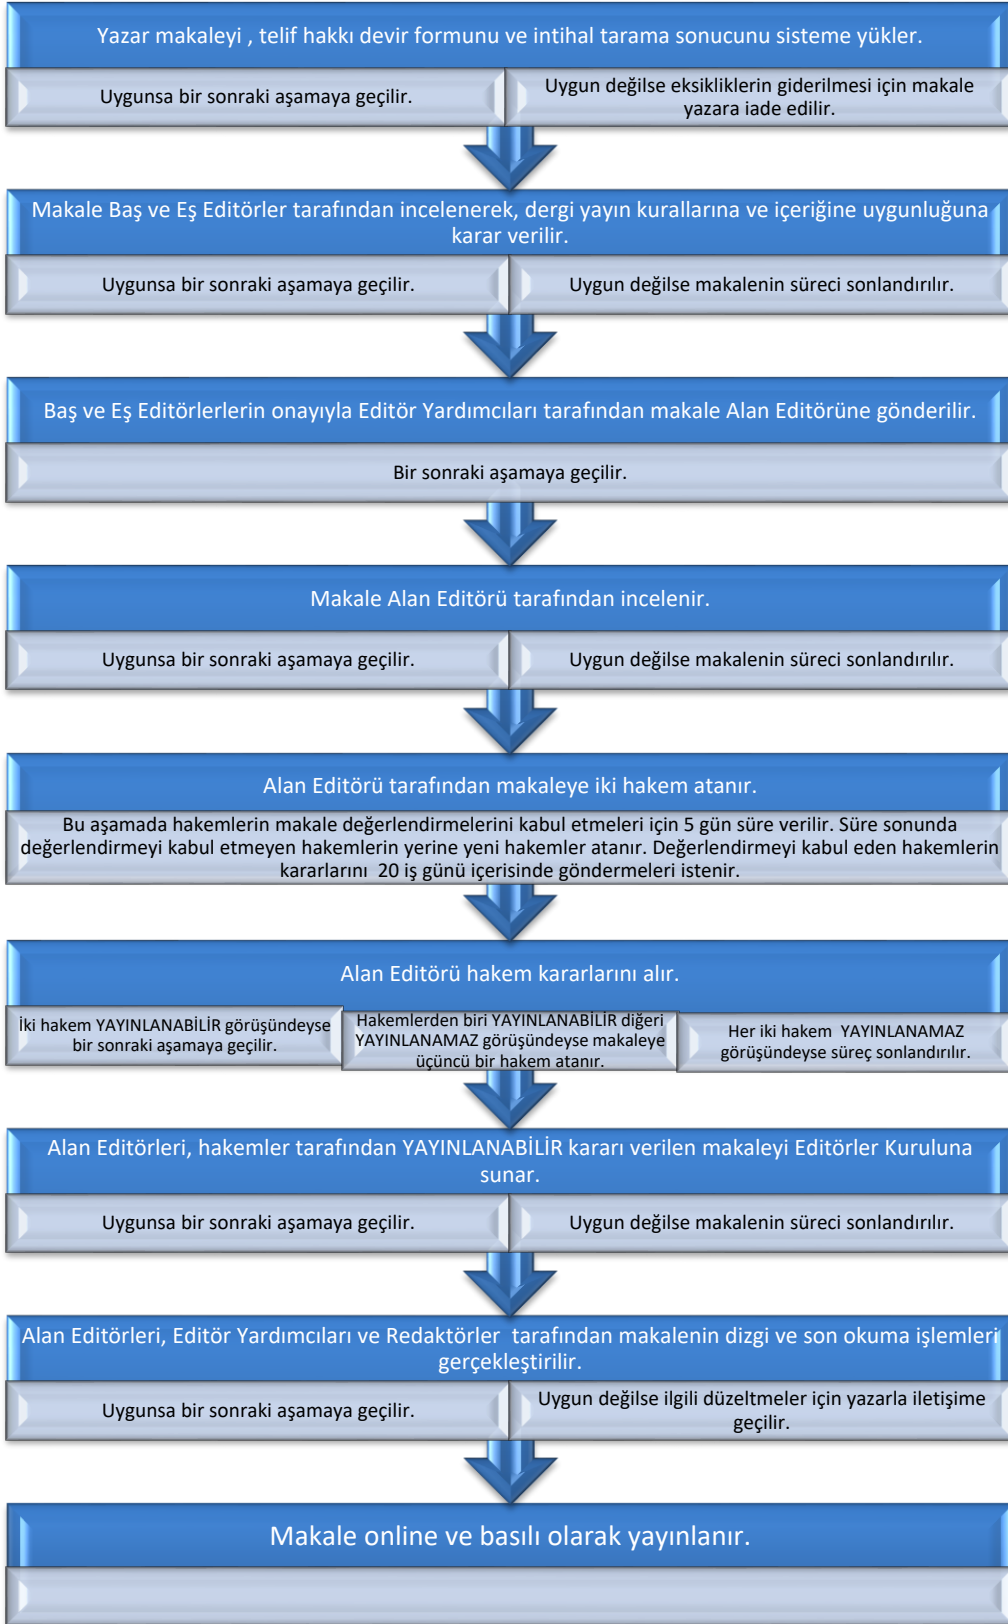 Yazar makaleyi , telif hakkı devir formunu ve intihal tarama sonucunu sisteme yükler.
Uygunsa bir sonraki aşamaya geçilir.
Uygun değilse eksikliklerin giderilmesi için makale
yazara iade edilir.
Makale Baş ve Eş Editörler tarafından incelenerek, dergi yayın kurallarına ve içeriğine uygunluğuna
karar verilir.
Uygunsa bir sonraki aşamaya geçilir.
Uygun değilse makalenin süreci sonlandırılır.
Baş ve Eş Editörlerlerin onayıyla Editör Yardımcıları tarafından makale Alan Editörüne gönderilir.
Bir sonraki aşamaya geçilir.
Makale Alan Editörü tarafından incelenir.
Uygunsa bir sonraki aşamaya geçilir.
Uygun değilse makalenin süreci sonlandırılır.
Alan Editörü tarafından makaleye iki hakem atanır.
Bu aşamada hakemlerin makale değerlendirmelerini kabul etmeleri için 5 gün süre verilir. Süre sonunda
değerlendirmeyi kabul etmeyen hakemlerin yerine yeni hakemler atanır. Değerlendirmeyi kabul eden hakemlerin
kararlarını  20 iş günü içerisinde göndermeleri istenir.
Alan Editörü hakem kararlarını alır.
İki hakem YAYINLANABİLİR görüşündeyse
bir sonraki aşamaya geçilir.
Hakemlerden biri YAYINLANABİLİR diğeri
YAYINLANAMAZ görüşündeyse makaleye
üçüncü bir hakem atanır.
Her iki hakem  YAYINLANAMAZ
görüşündeyse süreç sonlandırılır.
Alan Editörleri, hakemler tarafından YAYINLANABİLİR kararı verilen makaleyi Editörler Kuruluna
sunar.
Uygunsa bir sonraki aşamaya geçilir.
Uygun değilse makalenin süreci sonlandırılır.
Alan Editörleri, Editör Yardımcıları ve Redaktörler  tarafından makalenin dizgi ve son okuma işlemleri
gerçekleştirilir.
Uygunsa bir sonraki aşamaya geçilir.
Uygun değilse ilgili düzeltmeler için yazarla iletişime
geçilir.
Makale online ve basılı olarak yayınlanır.